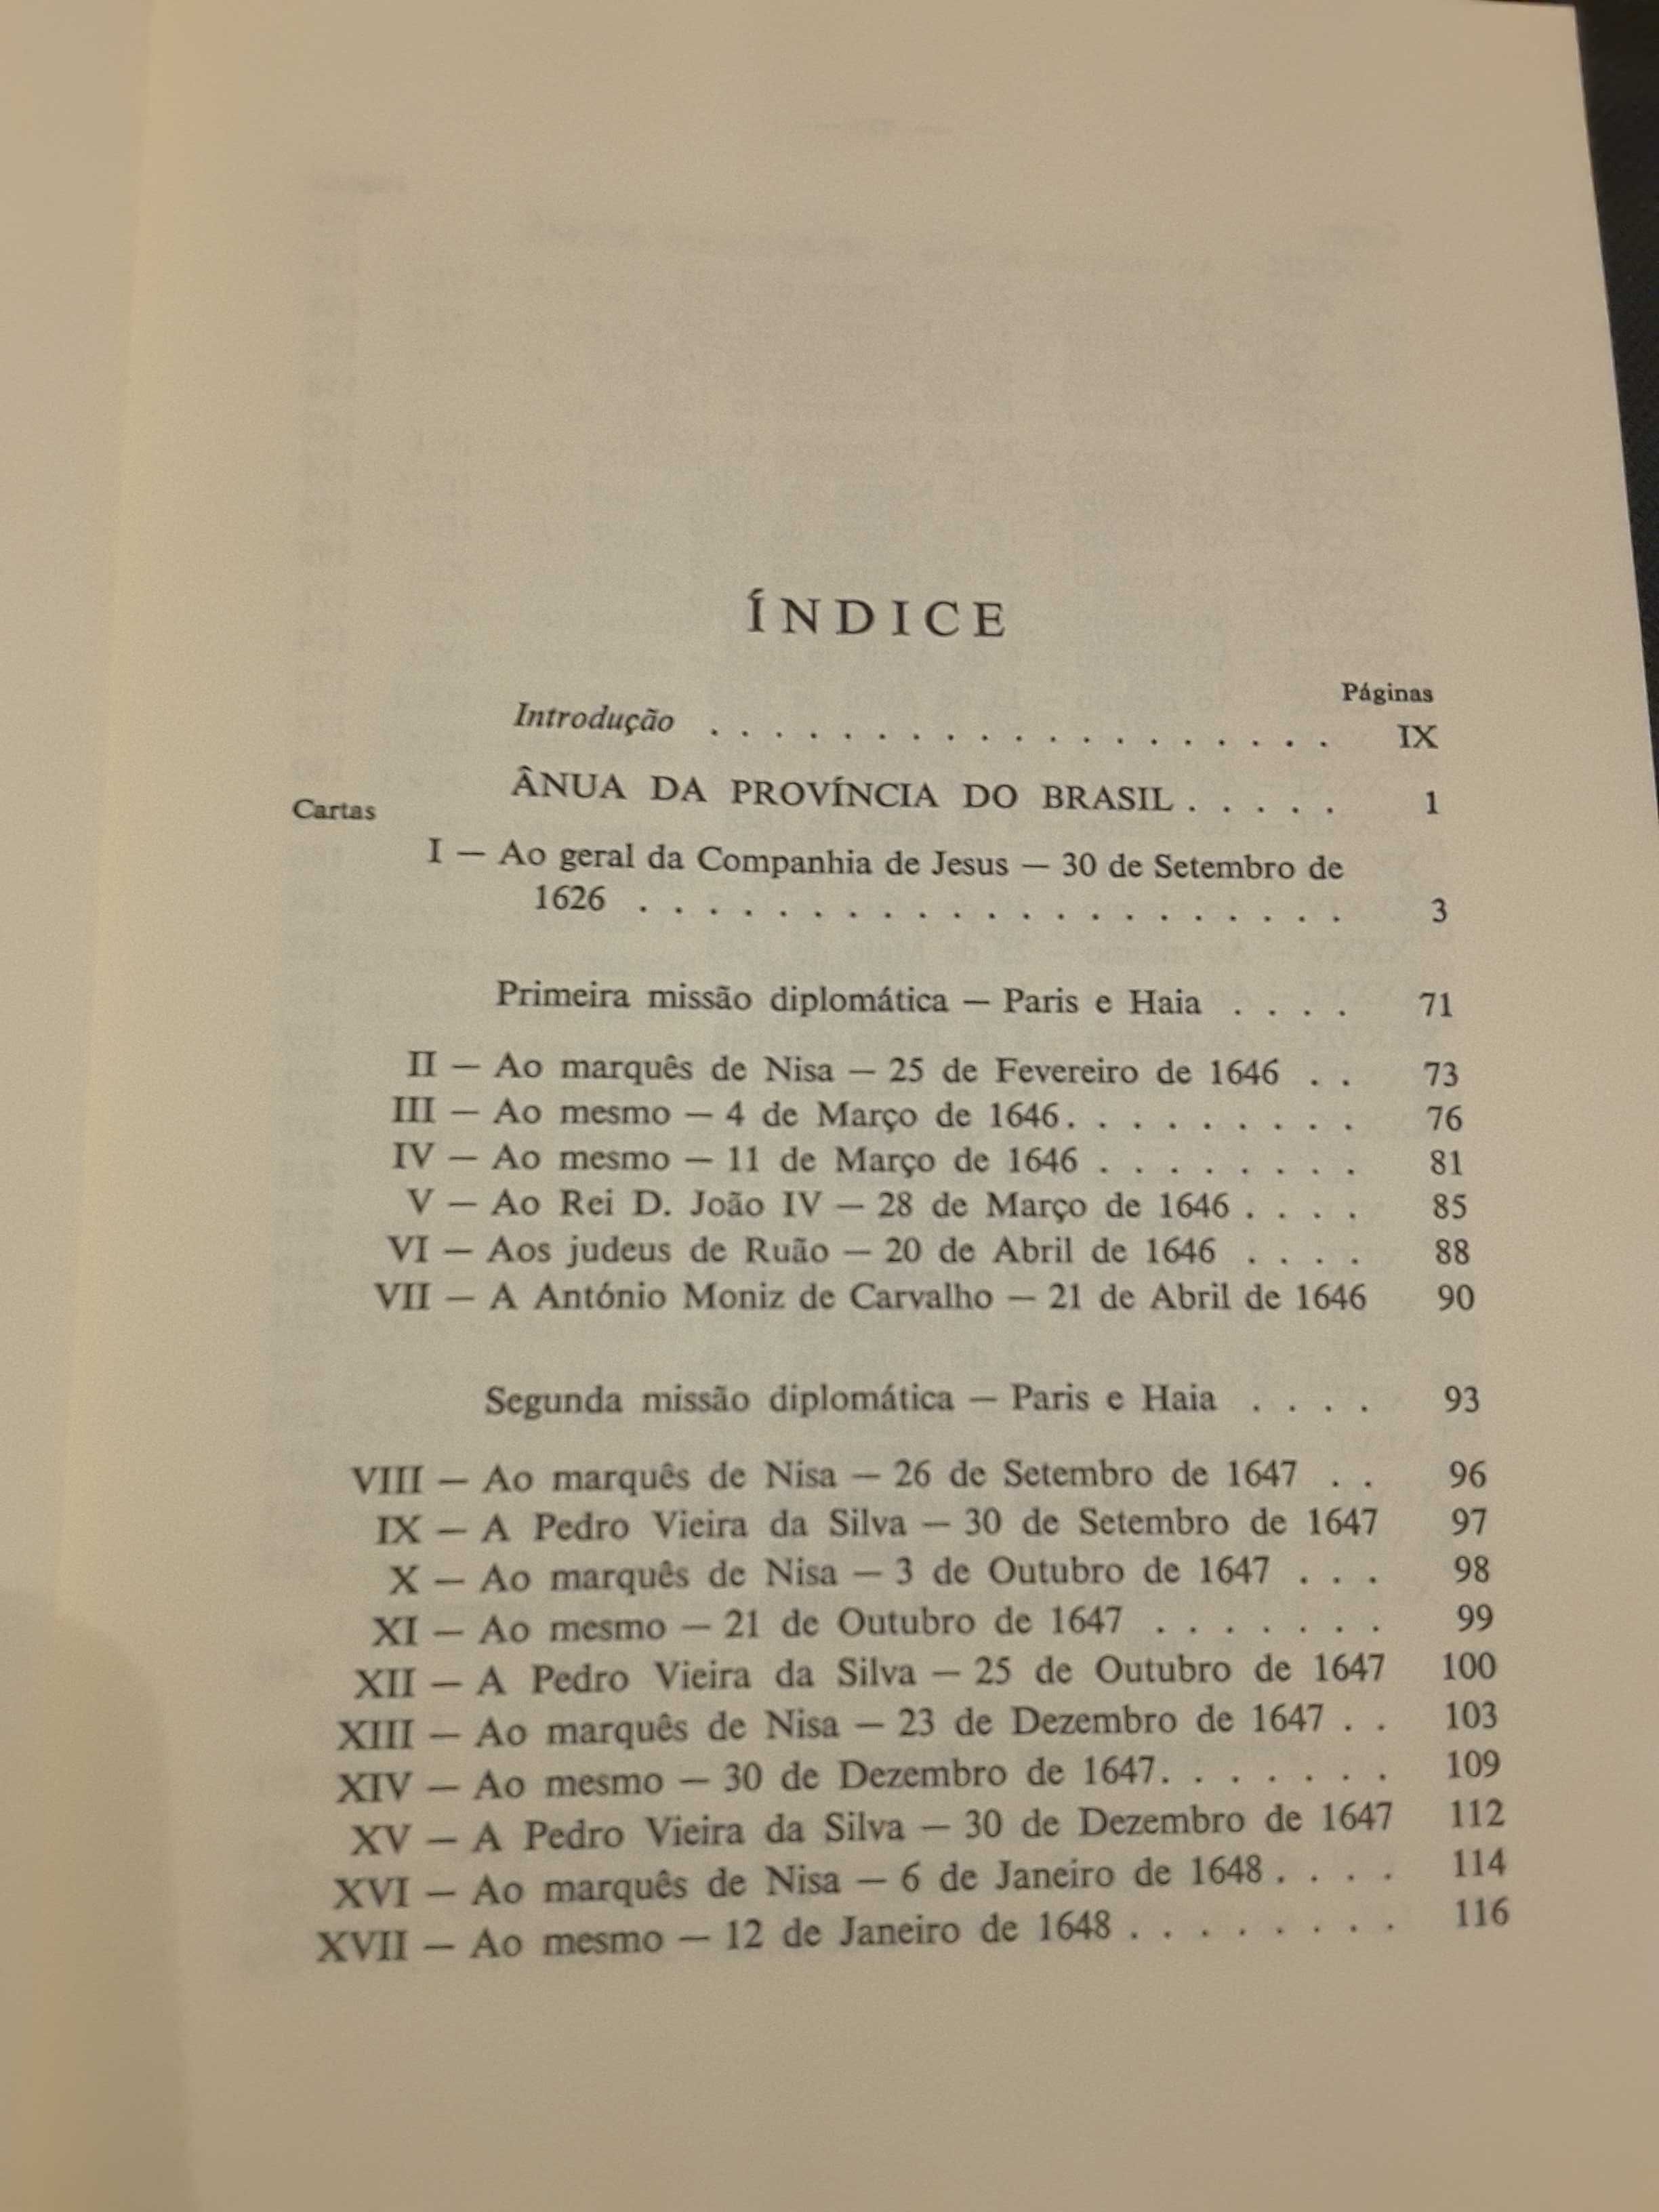 ÍNDICE
Páginas
Introdução . . . . . . . . . . . . . . . . . . . IX
ÂNUA DA PROVÍNCIA DO BRASIL . . . . . 1
Cartas
I — Ao geral da Companhia de Jesus — 30 de Setembro de
1626 . . . . . . . . . . . . . . . . . . . . . 3
Primeira missão diplomática — Paris e Haia . . . . 71
II — Ao marquês de Nisa — 25 de Fevereiro de 1646 . . 73
III — Ao mesmo — 4 de Março de 1646. . . . . . . . . . 76
IV — Ao mesmo — 11 de Março de 1646 . . . . . . . . 81
V — Ao Rei D. João IV — 28 de Março de 1646 . . . . 85
VI — Aos judeus de Ruão — 20 de Abril de 1646 . . . . 88
VII — A António Moniz de Carvalho — 21 de Abril de 1646 90
Segunda missão diplomática — Paris e Haia . . . . 93
VIII — Ao marquês de Nisa — 26 de Setembro de 1647 . . 96
IX — A Pedro Vieira da Silva — 30 de Setembro de 1647 97
X — Ao marquês de Nisa — 3 de Outubro de 1647 . . . 98
XI — Ao mesmo — 21 de Outubro de 1647 . . . . . . . 99
XII — A Pedro Vieira da Silva — 25 de Outubro de 1647 100
XIII — Ao marquês de Nisa — 23 de Dezembro de 1647 . . 103
XIV — Ao mesmo — 30 de Dezembro de 1647. . . . . . . 109
XV — A Pedro Vieira da Silva — 30 de Dezembro de 1647 112
XVI — Ao marquês de Nisa — 6 de Janeiro de 1648 . . . . 114
XVII — Ao mesmo — 12 de Janeiro de 1648 . . . . . . . . 116